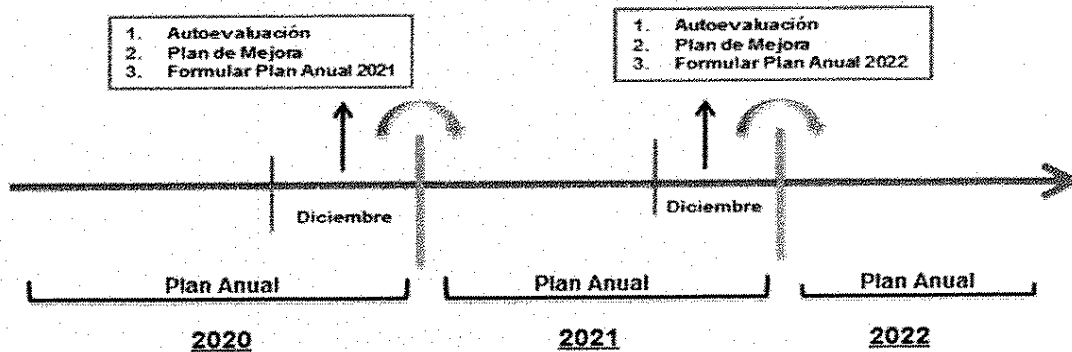 1. Autoevaluación
2. Plan de Mejora
3. Formular Plan Anual 2021
1. Autoevaluación
2. Plan de Mejora
3. Formular Plan Anual 2022
Diciembre
Diciembre
Plan Anual
Plan Anual
Plan Anual
2020
2021
2022